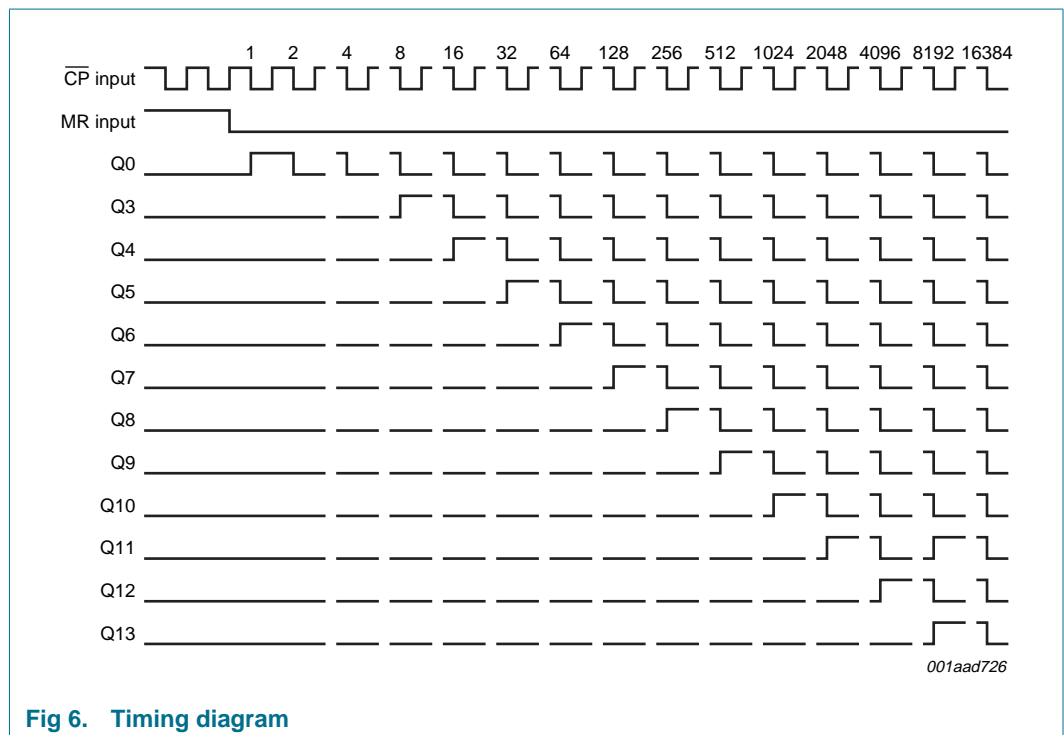 1 2 4 8 16 32 64 128 256 512 1024 2048 4096 8192 16384
CP input
MR input
Q0
Q3
Q4
Q5
Q6
Q7
Q8
Q9
Q10
Q11
Q12
Q13
001aad726
Fig 6. Timing diagram